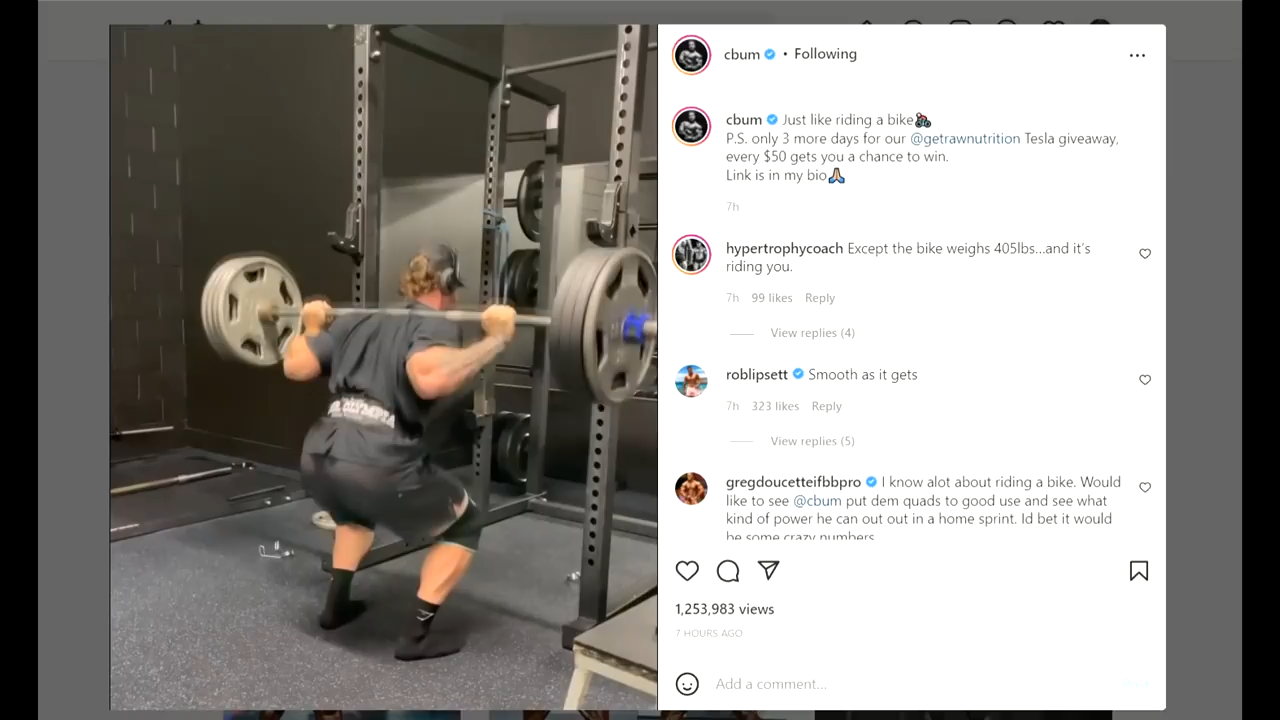 cbum • Following
cbum Just like riding a bike🚴
P.S. only 3 more days for our @getrawnutrition Tesla giveaway,
every $50 gets you a chance to win.
Link is in my bio🙏🏼
7h
hypertrophycoach Except the bike weighs 405lbs...and it's
riding you.
7h 99 likes Reply
View replies (4)
roblipsett Smooth as it gets
7h 323 likes Reply
View replies (5)
gregdoucetteifbbpro I know alot about riding a bike. Would
like to see @cbum put dem quads to good use and see what
kind of power he can out out in a home sprint. Id bet it would
be some crazy numbers
1,253,983 views
7 HOURS AGO
Add a comment...
OLYMPIA